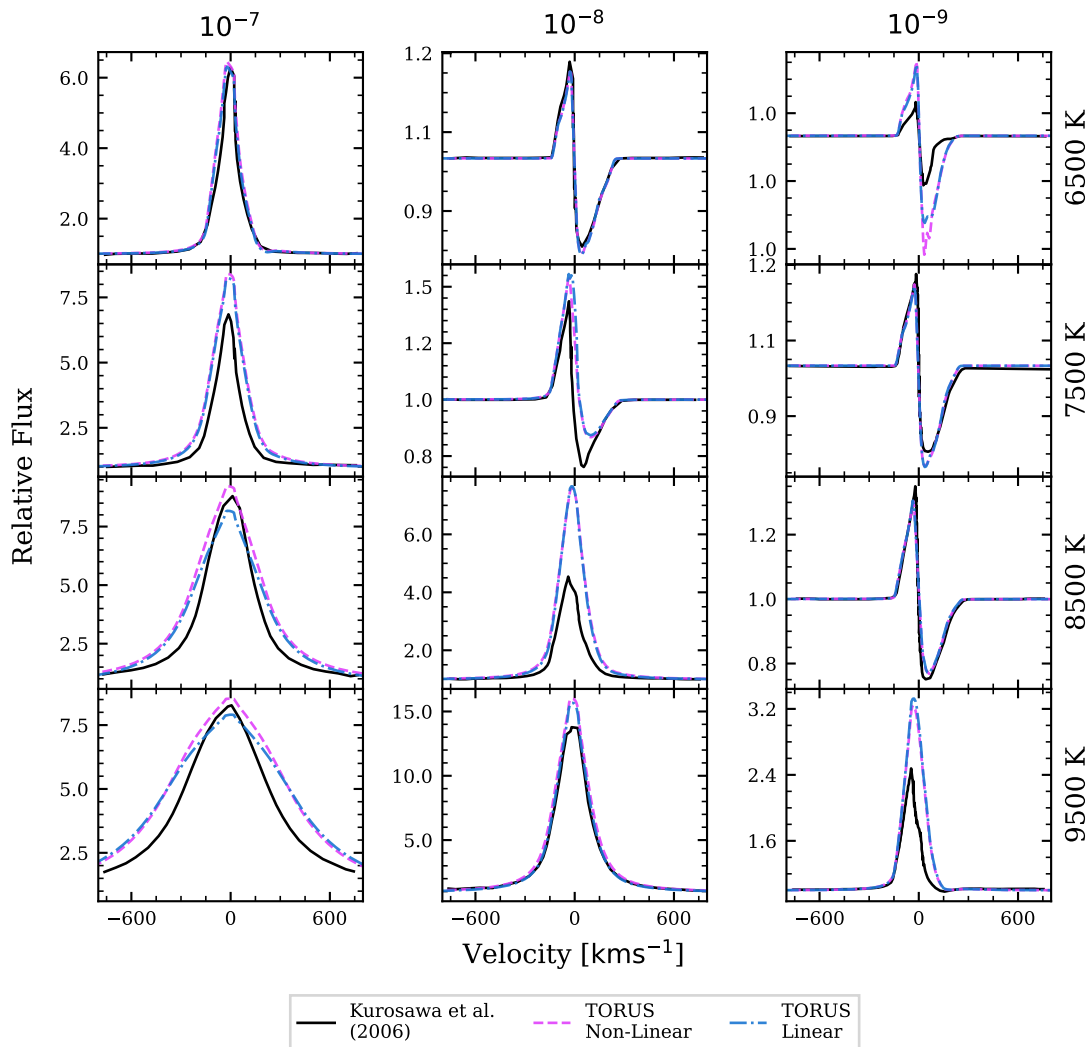 10⁻⁷ 10⁻⁸ 10⁻⁹
6.0 4.0 2.0
1.2 1.1 1.0 0.9
1.0 1.0 1.0
6500 K
7.5 5.0 2.5
1.5 1.2 1.0 0.8
1.2 1.1 0.9
7500 K
Relative Flux
7.5 5.0 2.5
6.0 4.0 2.0
1.2 1.0 0.8
8500 K
7.5 5.0 2.5
15.0 10.0 5.0
3.2 2.4 1.6
9500 K
−600 0 600 −600 0 600 −600 0 600
Velocity [kms⁻¹]
Kurosawa et al. (2006)
TORUS Non-Linear
TORUS Linear